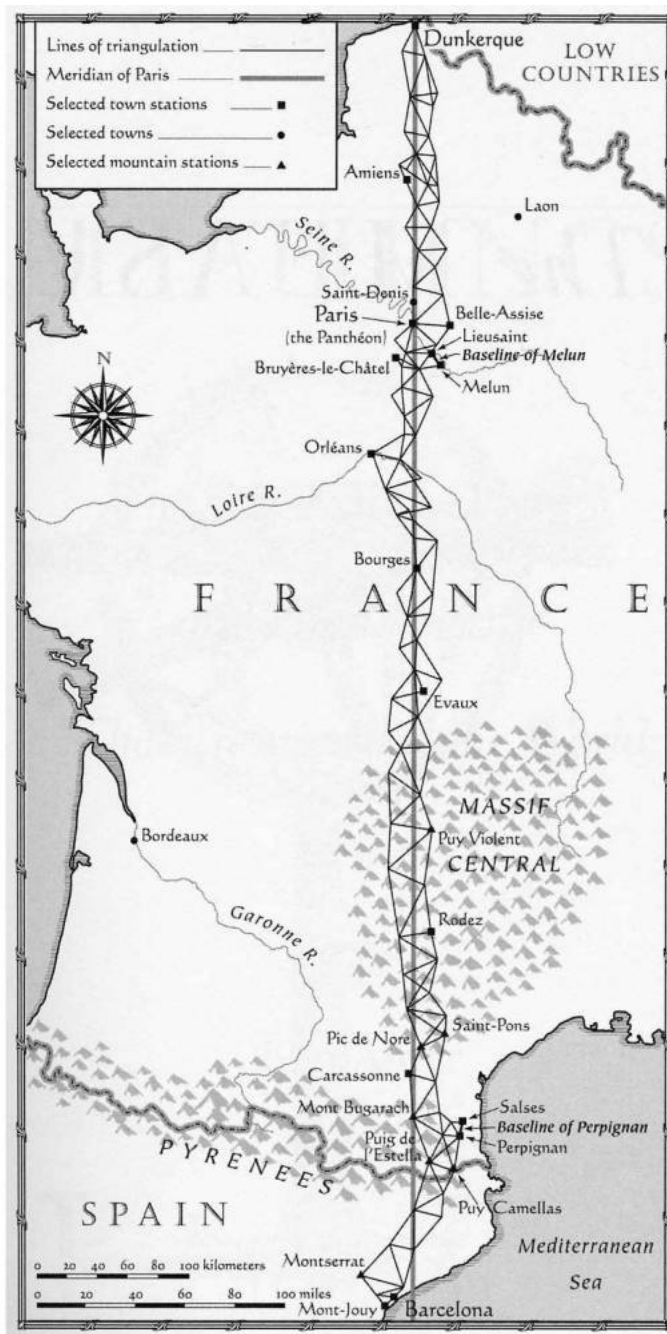 Lines of triangulation
Meridian of Paris
Selected town stations
Selected towns
Selected mountain stations
Dunkerque
LOW
COUNTRIES
Amiens
Laon
Seine R.
Saint-Denis
Paris
(the Panthéon)
Belle-Assise
Lieusaint
Baseline of Melun
Bruyères-le-Châtel
Melun
N
Orléans
Loire R.
Bourges
FRANCE
Evaux
MASSIF
CENTRAL
Puy Violent
Bordeaux
Garonne R.
Rodez
Saint-Pons
Pic de Nore
Carcassonne
Mont Bugarach
Salses
Baseline of Perpignan
Perpignan
Puig de
l'Estella
PYRENEES
Puy Camellas
SPAIN
Mediterranean
Sea
Montserrat
0 20 40 60 80 100 kilometers
0 20 40 60 80 100 miles
Mont-Jouy
Barcelona